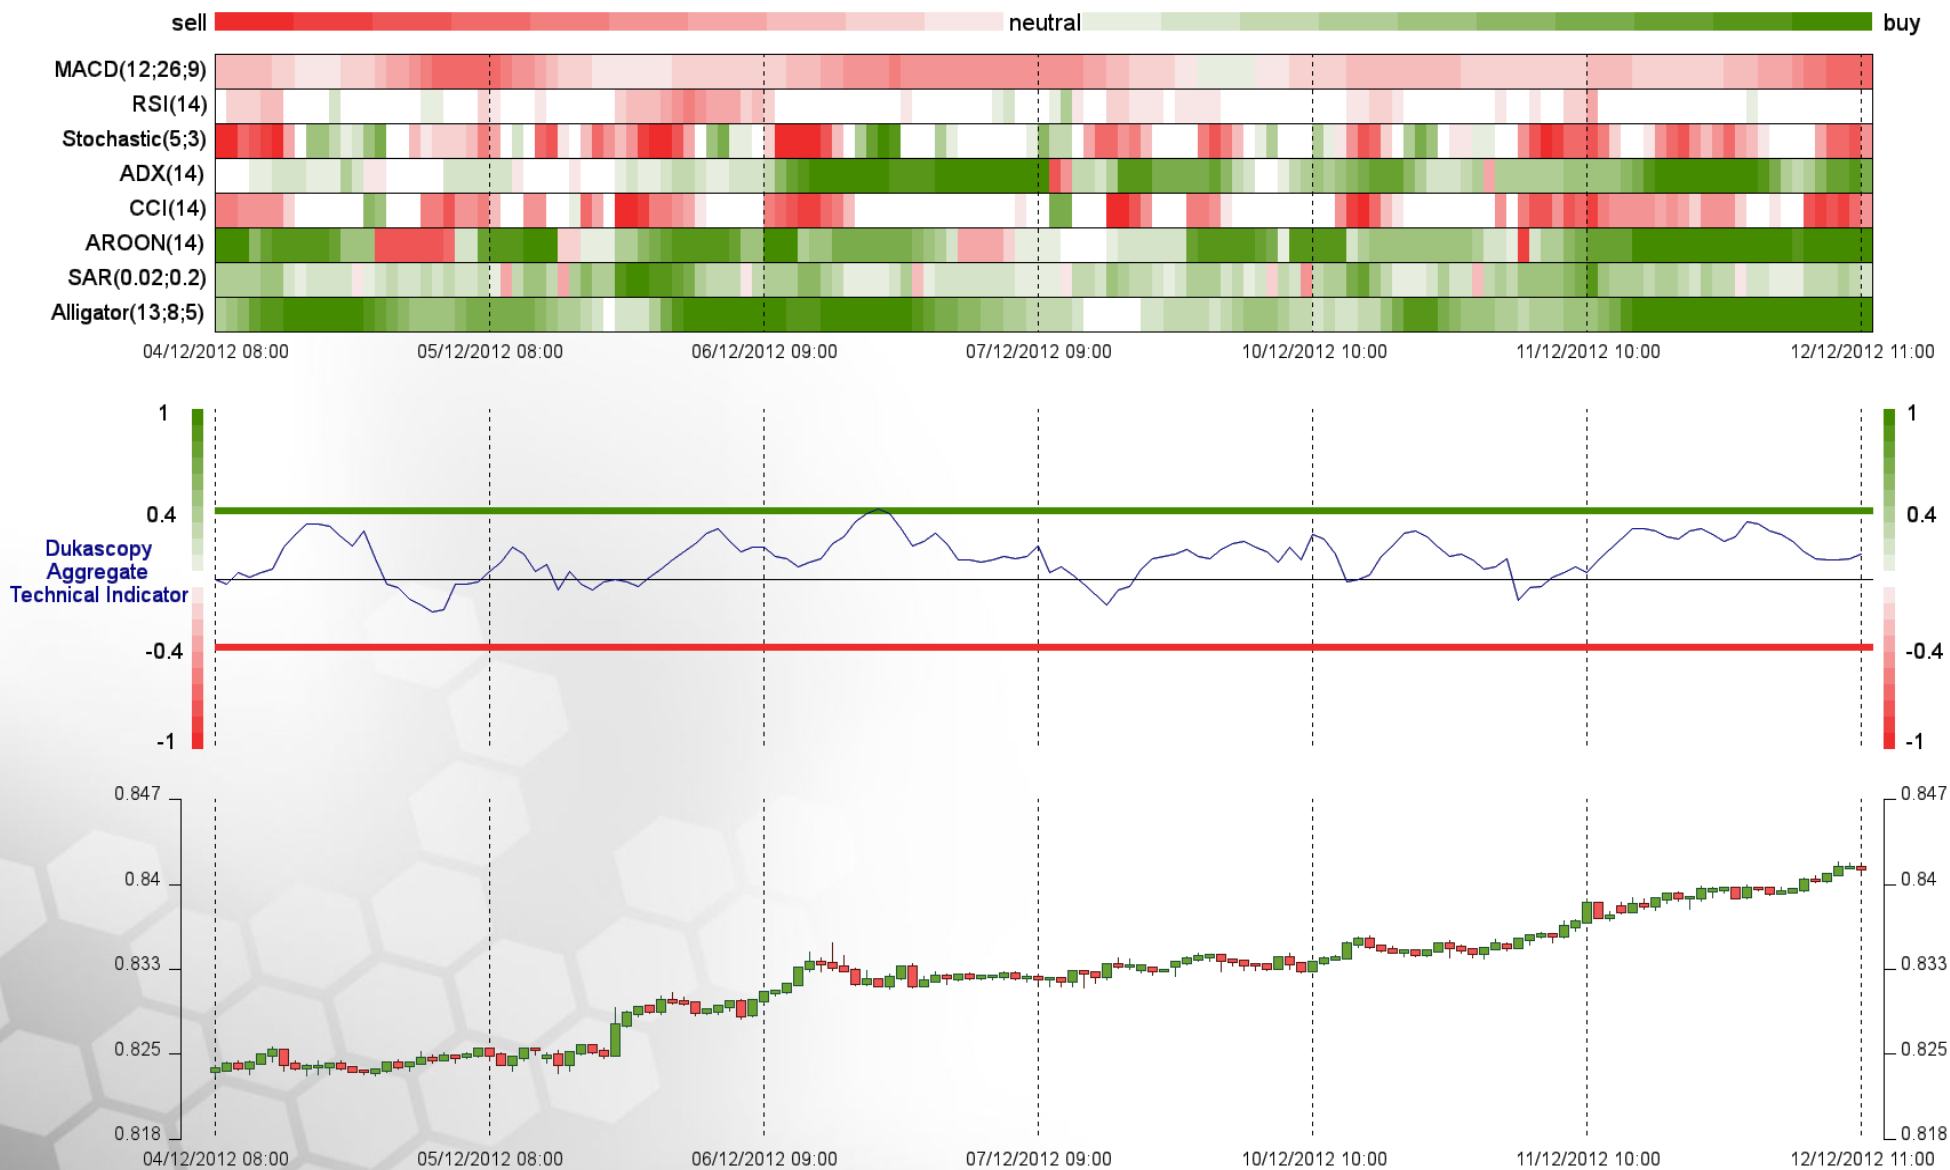 sell neutral buy
MACD(12;26;9)
RSI(14)
Stochastic(5;3)
ADX(14)
CCI(14)
AROON(14)
SAR(0.02;0.2)
Alligator(13;8;5)
04/12/2012 08:00 05/12/2012 08:00 06/12/2012 09:00 07/12/2012 09:00 10/12/2012 10:00 11/12/2012 10:00 12/12/2012 11:00
1 1
0.4 0.4
Dukascopy
Aggregate
Technical Indicator
-0.4 -0.4
-1 -1
0.847 0.847
0.84 0.84
0.833 0.833
0.825 0.825
0.818 0.818
04/12/2012 08:00 05/12/2012 08:00 06/12/2012 09:00 07/12/2012 09:00 10/12/2012 10:00 11/12/2012 10:00 12/12/2012 11:00